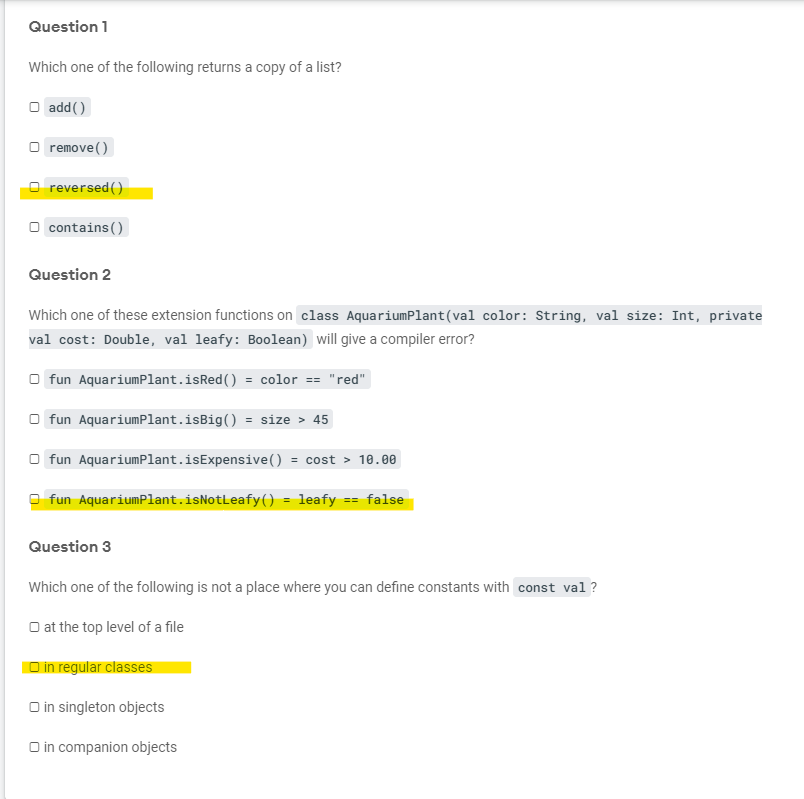 Question 1
Which one of the following returns a copy of a list?
add()
remove()
reversed()
contains()
Question 2
Which one of these extension functions on class AquariumPlant(val color: String, val size: Int, private
val cost: Double, val leafy: Boolean) will give a compiler error?
fun AquariumPlant.isRed() = color == "red"
fun AquariumPlant.isBig() = size > 45
fun AquariumPlant.isExpensive() = cost > 10.00
fun AquariumPlant.isNotLeafy() = leafy == false
Question 3
Which one of the following is not a place where you can define constants with const val?
at the top level of a file
in regular classes
in singleton objects
in companion objects